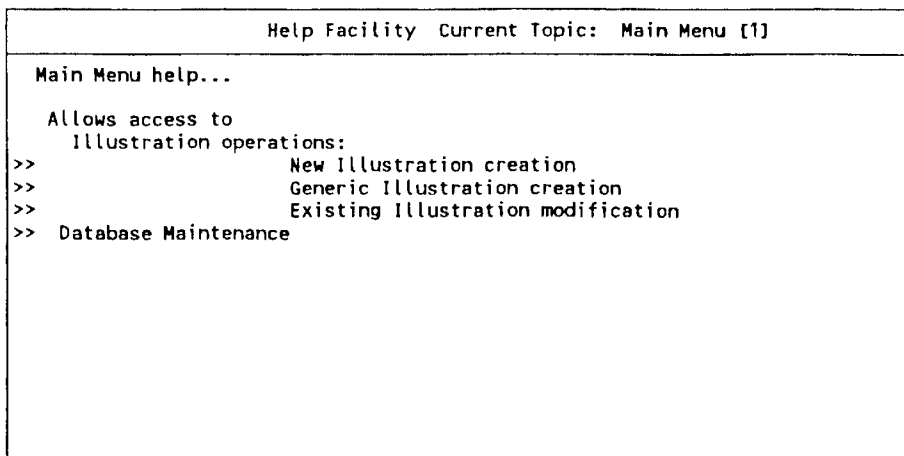 Help Facility Current Topic: Main Menu [1]
Main Menu help...
Allows access to
Illustration operations:
>> New Illustration creation
>> Generic Illustration creation
>> Existing Illustration modification
>> Database Maintenance